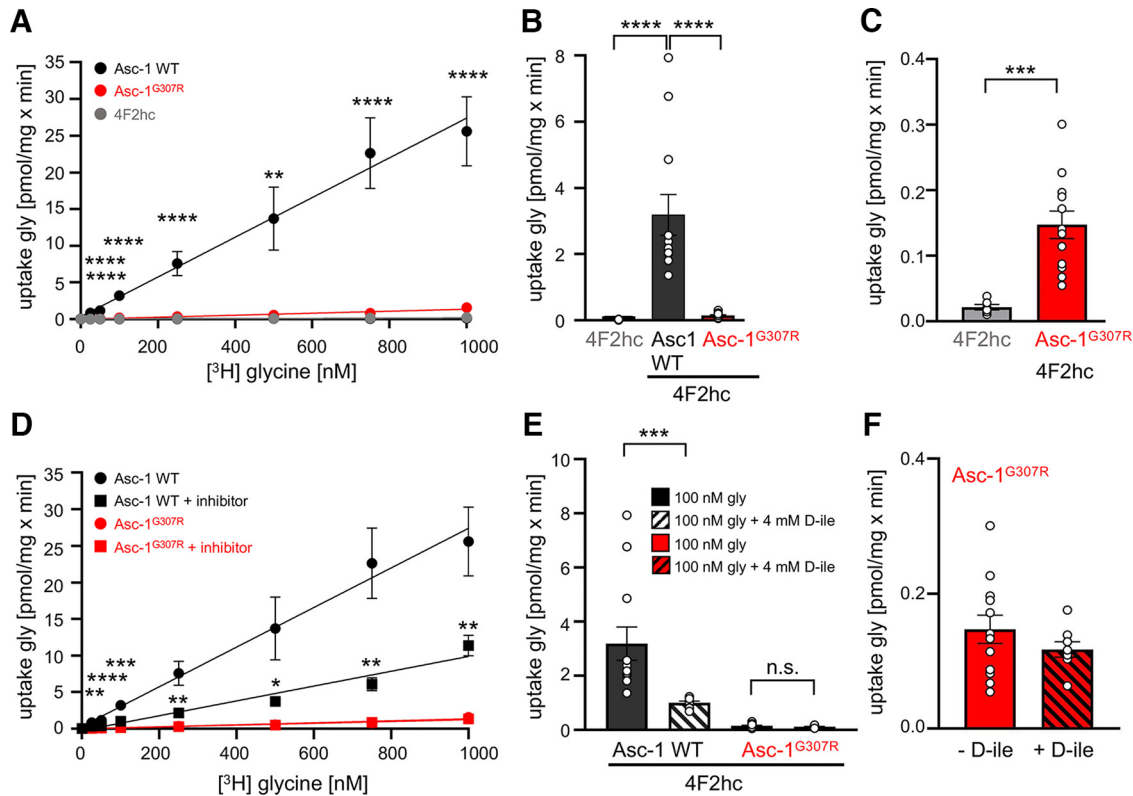 A
uptake gly [pmol/mg x min]
35
30
25
20
15
10
5
0
Asc-1 WT
Asc-1G307R
4F2hc
****
****
****
****
**
****
****
0 200 400 600 800 1000
[³H] glycine [nM]
B
uptake gly [pmol/mg x min]
8
6
4
2
0
**** ****
4F2hc Asc1 Asc-1G307R
WT
4F2hc
C
uptake gly [pmol/mg x min]
0.4
0.3
0.2
0.1
0.0
***
4F2hc Asc-1G307R
4F2hc
D
uptake gly [pmol/mg x min]
35
30
25
20
15
10
5
0
Asc-1 WT
Asc-1 WT + inhibitor
Asc-1G307R
Asc-1G307R + inhibitor
***
****
**
**
*
**
**
0 200 400 600 800 1000
[³H] glycine [nM]
E
uptake gly [pmol/mg x min]
10
8
6
4
2
0
***
100 nM gly
100 nM gly + 4 mM D-ile
100 nM gly
100 nM gly + 4 mM D-ile
n.s.
Asc-1 WT Asc-1G307R
4F2hc
F
uptake gly [pmol/mg x min]
0.4
0.2
0.0
Asc-1G307R
- D-ile + D-ile